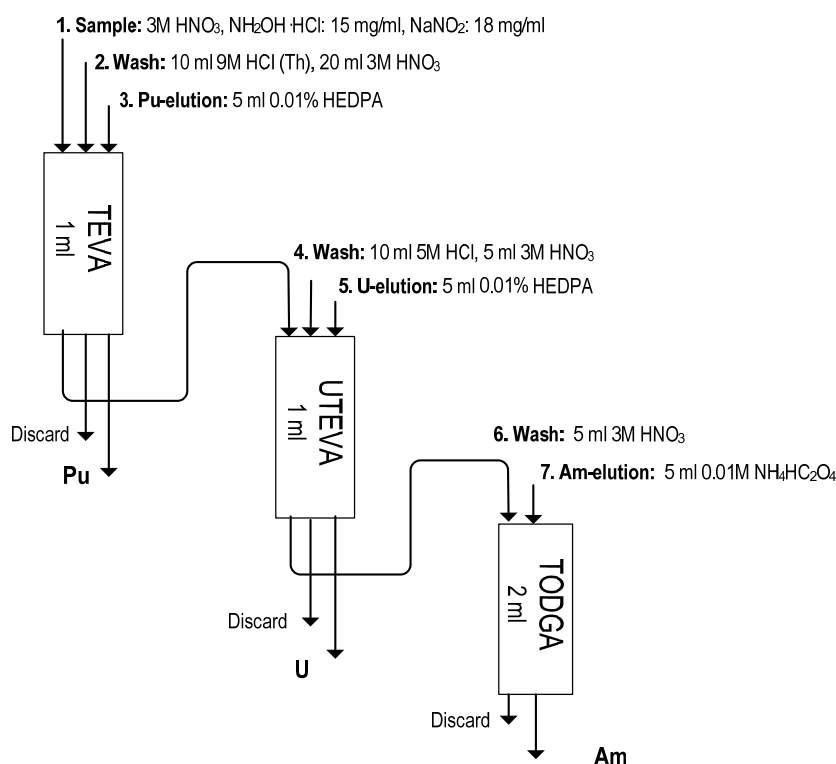 1. Sample: 3M HNO₃, NH₂OH·HCl: 15 mg/ml, NaNO₂: 18 mg/ml
2. Wash: 10 ml 9M HCl (Th), 20 ml 3M HNO₃
3. Pu-elution: 5 ml 0.01% HEDPA
TEVA
1 ml
4. Wash: 10 ml 5M HCl, 5 ml 3M HNO₃
5. U-elution: 5 ml 0.01% HEDPA
Discard
Pu
UTEVA
1 ml
6. Wash: 5 ml 3M HNO₃
7. Am-elution: 5 ml 0.01M NH₄HC₂O₄
Discard
U
TODGA
2 ml
Discard
Am